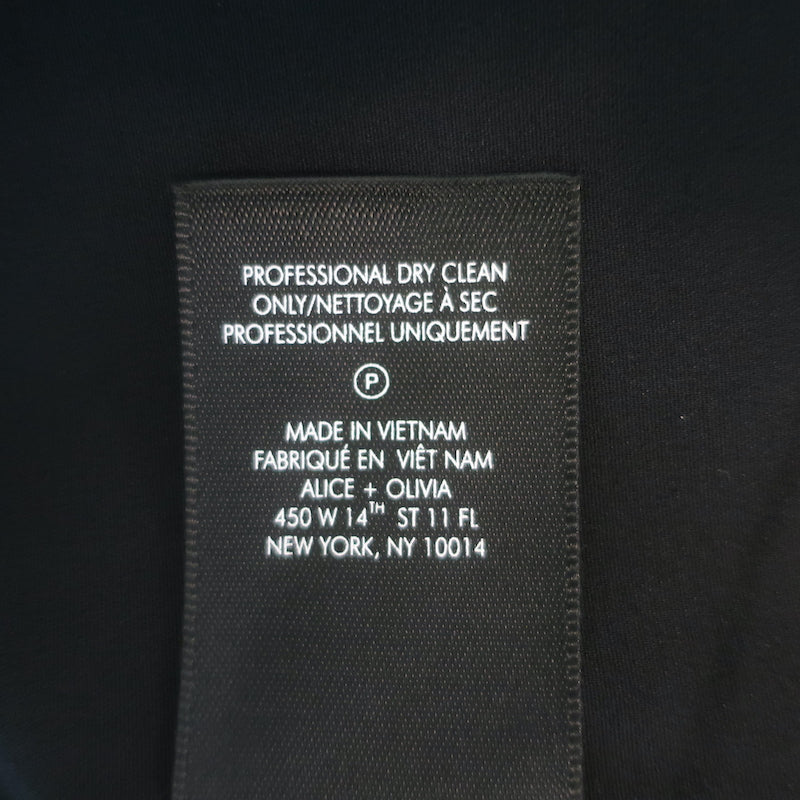 PROFESSIONAL DRY CLEAN
ONLY/NETTOYAGE À SEC
PROFESSIONNEL UNIQUEMENT
P
MADE IN VIETNAM
FABRIQUÉ EN VIÊT NAM
ALICE + OLIVIA
450 W 14TH ST 11 FL
NEW YORK, NY 10014